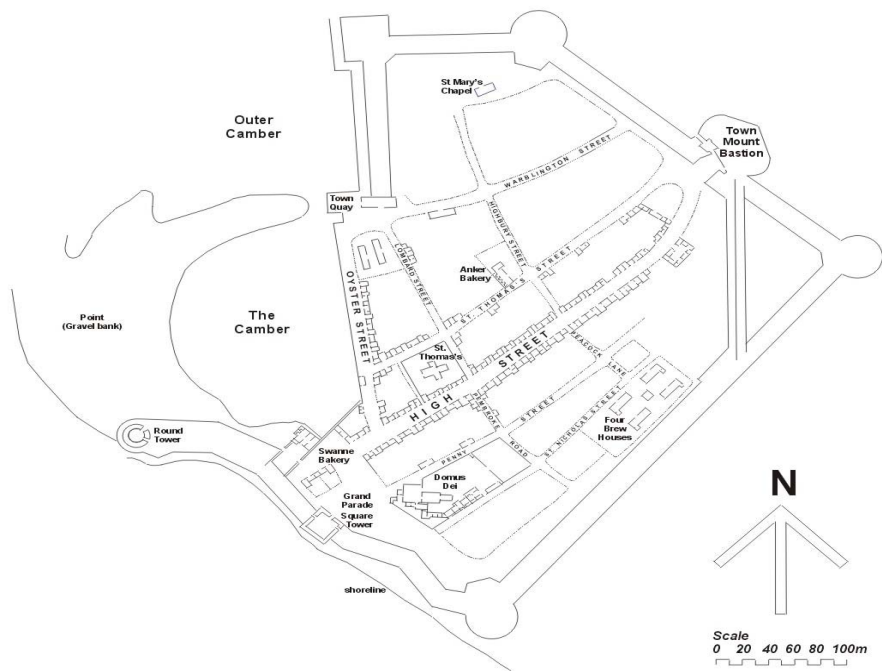 St Mary's
Chapel
Outer
Camber
Town
Mount
Bastion
WARBLINGTON STREET
Town
Quay
HIGHBURY STREET
LOMBARD STREET
Anker
Bakery
ST. THOMAS'S STREET
OYSTER STREET
Point
(Gravel bank)
The
Camber
St.
Thomas's
HIGH STREET
PEACOCK LANE
PEMBROKE ROAD
PENNY STREET
ST NICHOLAS STREET
Four
Brew
Houses
Round
Tower
Swanne
Bakery
Domus
Dei
Grand
Parade
Square
Tower
shoreline
N
Scale
0 20 40 60 80 100m